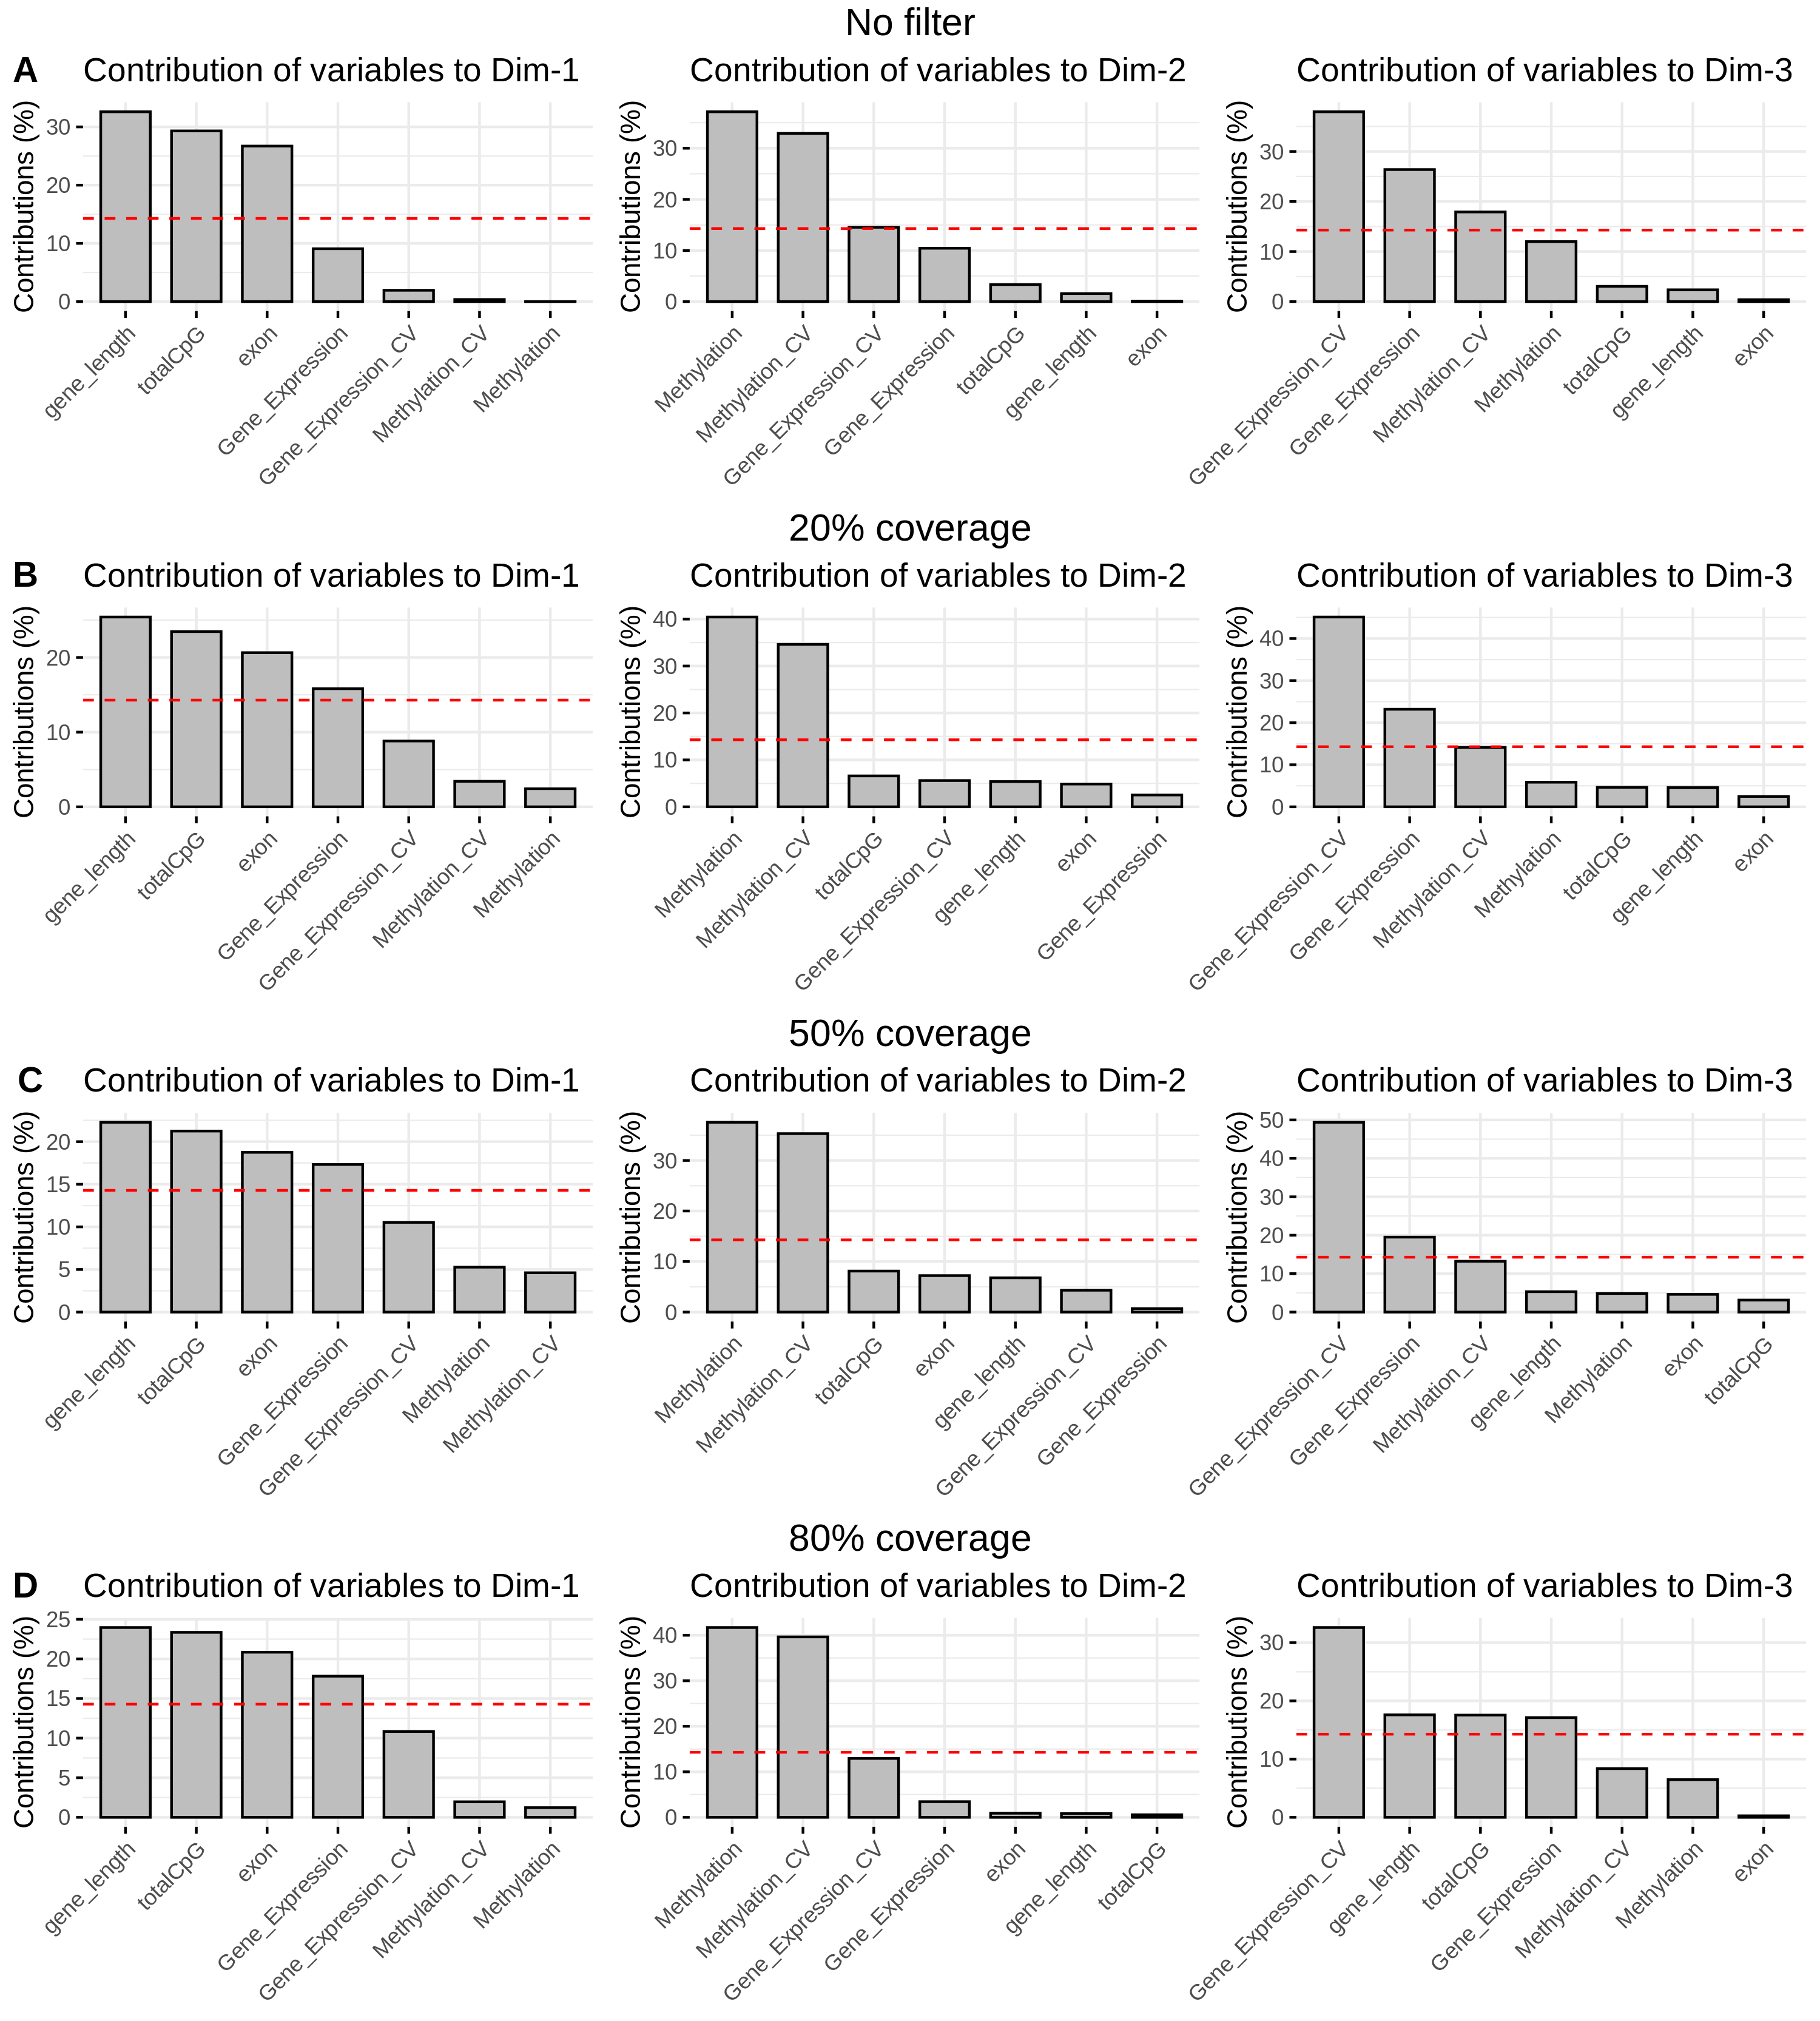 No filter
A Contribution of variables to Dim-1 Contribution of variables to Dim-2 Contribution of variables to Dim-3
Contributions (%)
30
20
10
0
gene_length totalCpG exon Gene_Expression Gene_Expression_CV Methylation_CV Methylation
Contributions (%)
30
20
10
0
Methylation Methylation_CV Gene_Expression_CV Gene_Expression totalCpG gene_length exon
Contributions (%)
30
20
10
0
Gene_Expression_CV Gene_Expression Methylation_CV Methylation totalCpG gene_length exon
20% coverage
B Contribution of variables to Dim-1 Contribution of variables to Dim-2 Contribution of variables to Dim-3
Contributions (%)
20
10
0
gene_length totalCpG exon Gene_Expression Gene_Expression_CV Methylation_CV Methylation
Contributions (%)
40
30
20
10
0
Methylation Methylation_CV totalCpG Gene_Expression_CV gene_length exon Gene_Expression
Contributions (%)
40
30
20
10
0
Gene_Expression_CV Gene_Expression Methylation_CV Methylation totalCpG gene_length exon
50% coverage
C Contribution of variables to Dim-1 Contribution of variables to Dim-2 Contribution of variables to Dim-3
Contributions (%)
20
15
10
5
0
gene_length totalCpG exon Gene_Expression Gene_Expression_CV Methylation Methylation_CV
Contributions (%)
30
20
10
0
Methylation Methylation_CV totalCpG exon gene_length Gene_Expression_CV Gene_Expression
Contributions (%)
50
40
30
20
10
0
Gene_Expression_CV Gene_Expression Methylation_CV gene_length Methylation exon totalCpG
80% coverage
D Contribution of variables to Dim-1 Contribution of variables to Dim-2 Contribution of variables to Dim-3
Contributions (%)
25
20
15
10
5
0
gene_length totalCpG exon Gene_Expression Gene_Expression_CV Methylation_CV Methylation
Contributions (%)
40
30
20
10
0
Methylation Methylation_CV Gene_Expression_CV Gene_Expression exon gene_length totalCpG
Contributions (%)
30
20
10
0
Gene_Expression_CV gene_length totalCpG Gene_Expression Methylation_CV Methylation exon